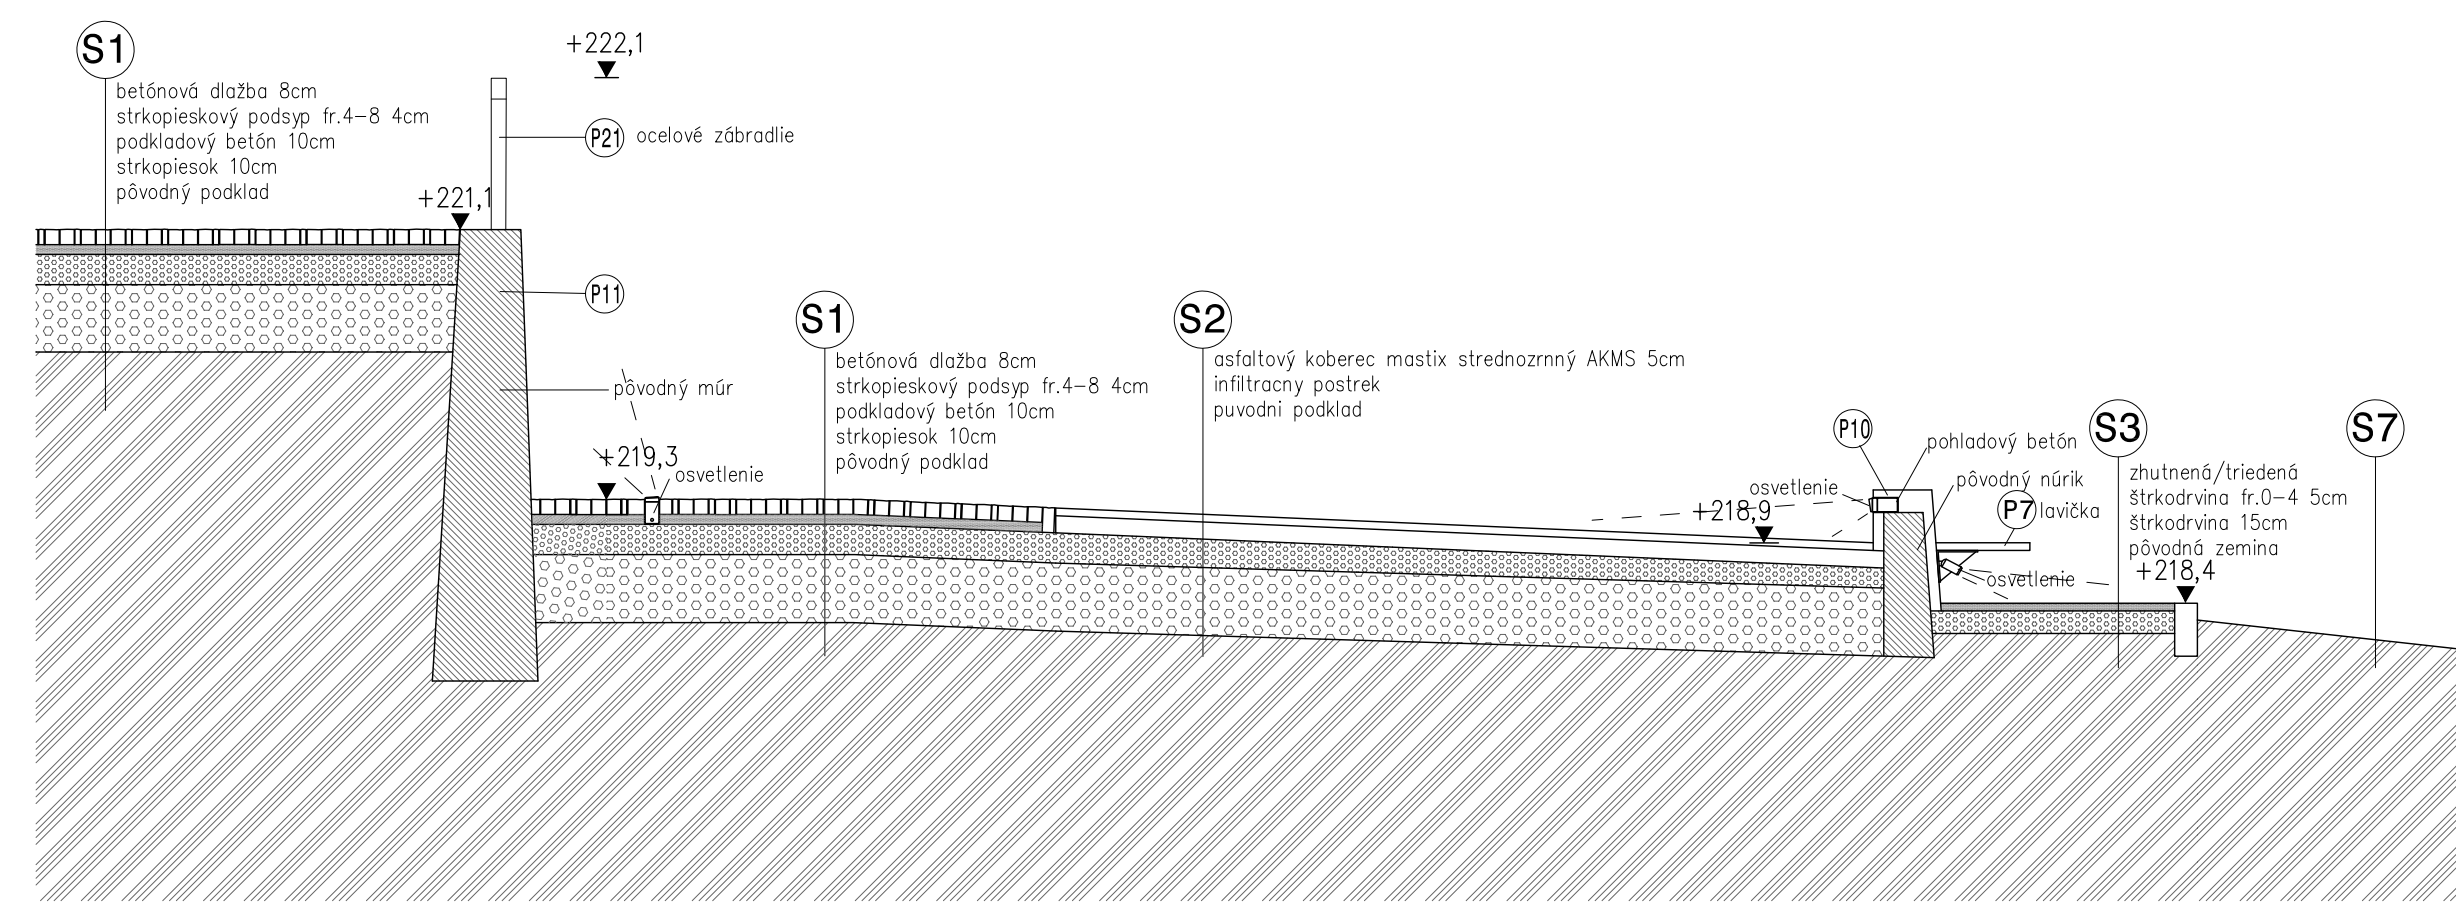 S1
betónová dlažba 8cm
strkopieskový podsyp fr.4-8 4cm
podkladový betón 10cm
strkopiesok 10cm
pôvodný podklad
+222,1
P21 ocelové zábradlie
+221,1
P11
pôvodný múr
+219,3
osvetlenie
S1
betónová dlažba 8cm
strkopieskový podsyp fr.4-8 4cm
podkladový betón 10cm
strkopiesok 10cm
pôvodný podklad
S2
asfaltový koberec mastix strednozrnný AKMS 5cm
infiltracny postrek
puvodni podklad
P10
pohladový betón
osvetlenie
pôvodný núrik
+218,9
P7 lavička
osvetlenie
S3
zhutnená/triedená
štrkodrvina fr.0-4 5cm
štrkodrvina 15cm
pôvodná zemina
+218,4
S7